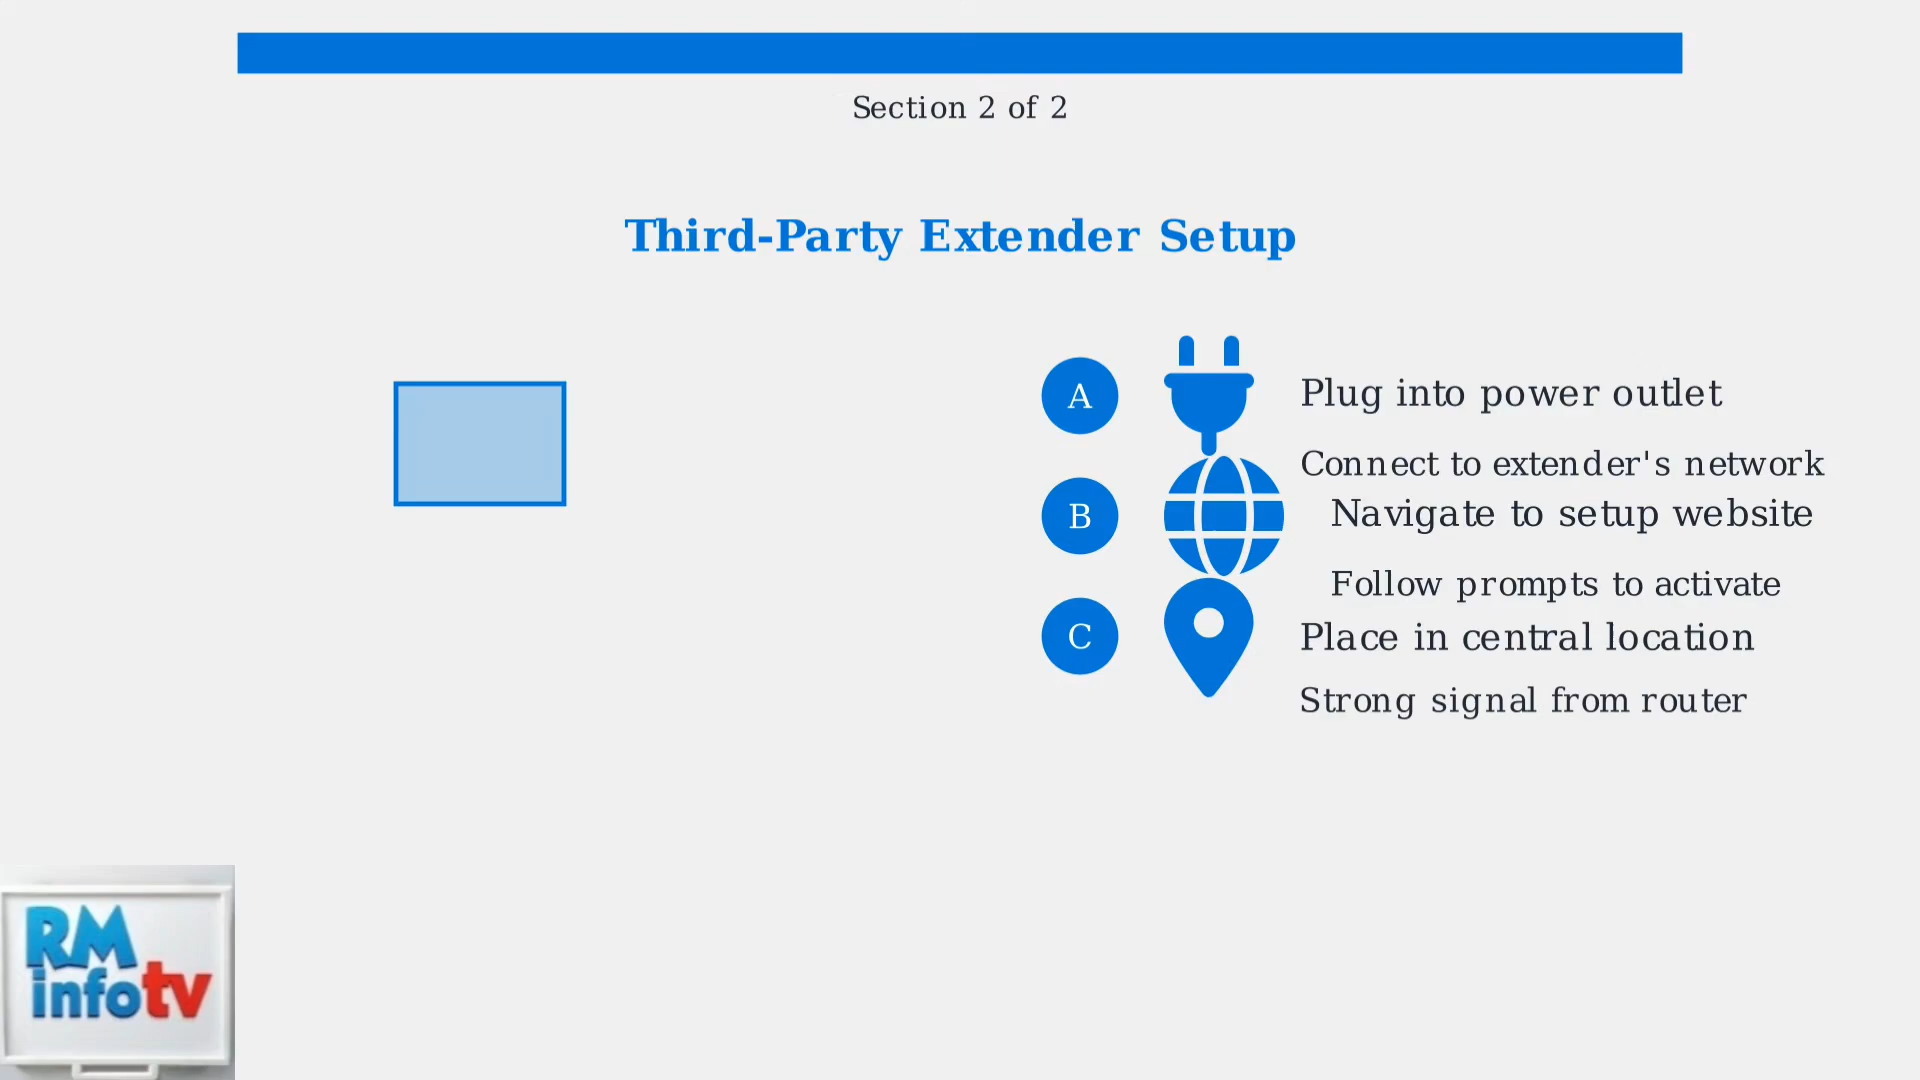 Section 2 of 2
Third-Party Extender Setup
A
Plug into power outlet
Connect to extender's network
B
Navigate to setup website
Follow prompts to activate
C
Place in central location
Strong signal from router
RM
infotv